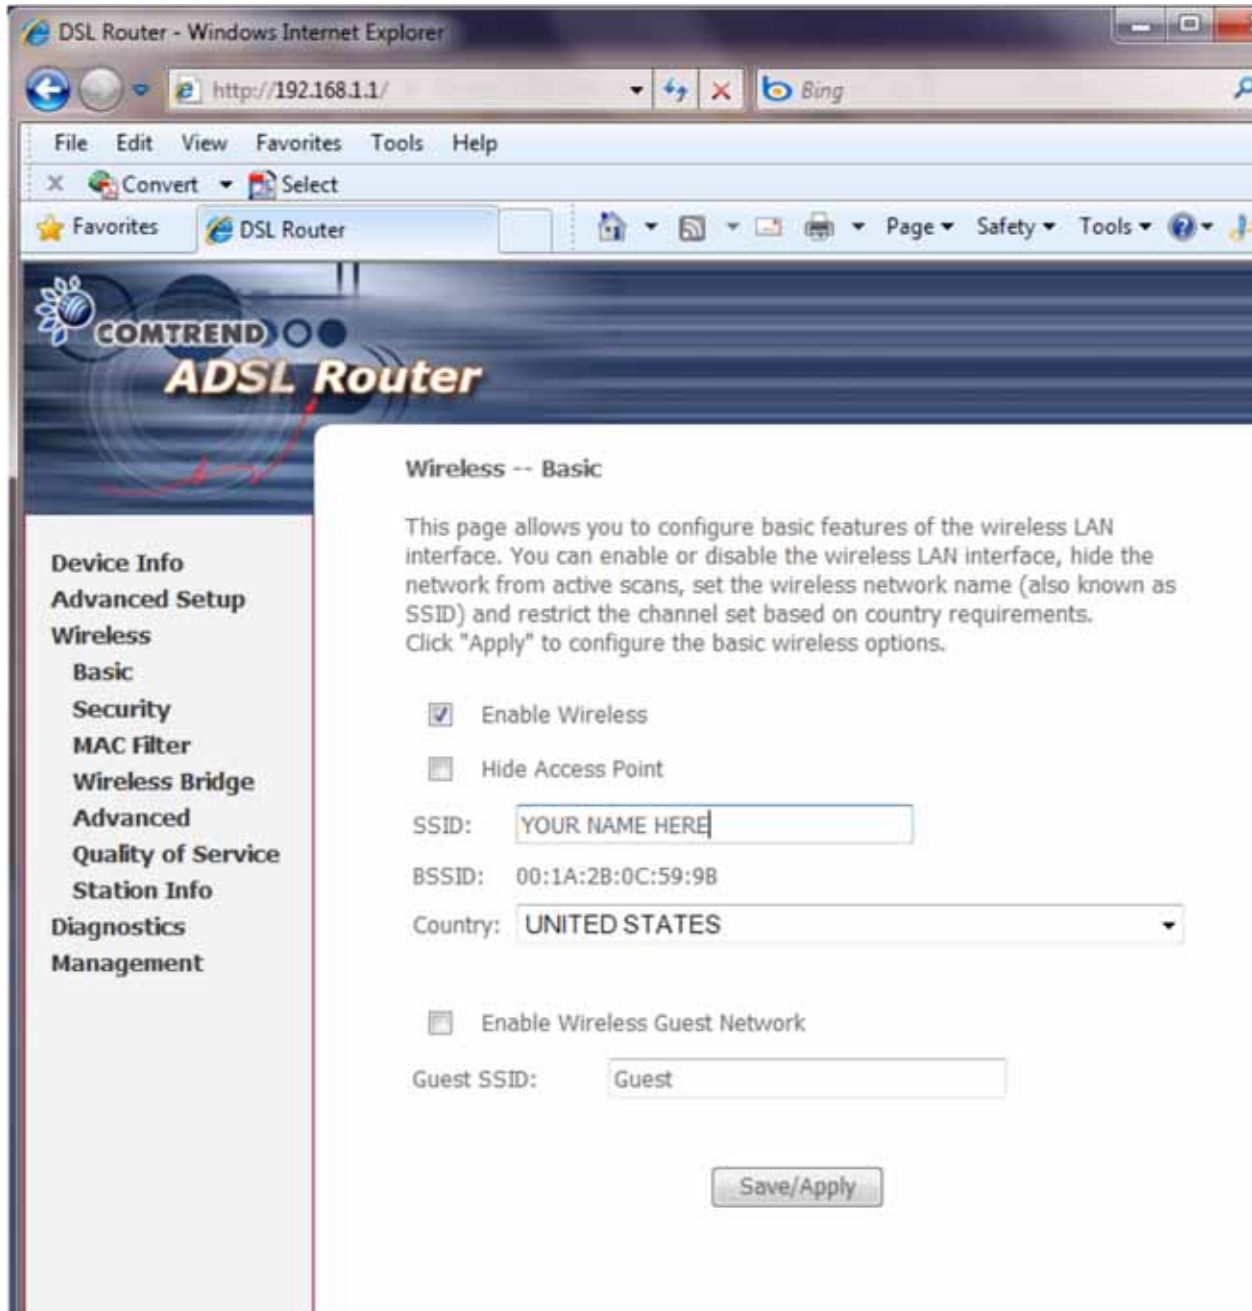 DSL Router - Windows Internet Explorer
http://192.168.1.1/
Bing
File Edit View Favorites Tools Help
Convert Select
Favorites DSL Router Page Safety Tools
COMTREND
ADSL Router
Wireless -- Basic
This page allows you to configure basic features of the wireless LAN
interface. You can enable or disable the wireless LAN interface, hide the
network from active scans, set the wireless network name (also known as
SSID) and restrict the channel set based on country requirements.
Click "Apply" to configure the basic wireless options.
Device Info
Advanced Setup
Wireless
Basic
Security
MAC Filter
Wireless Bridge
Advanced
Quality of Service
Station Info
Diagnostics
Management
Enable Wireless
Hide Access Point
SSID: YOUR NAME HERE
BSSID: 00:1A:2B:0C:59:9B
Country: UNITED STATES
Enable Wireless Guest Network
Guest SSID: Guest
Save/Apply